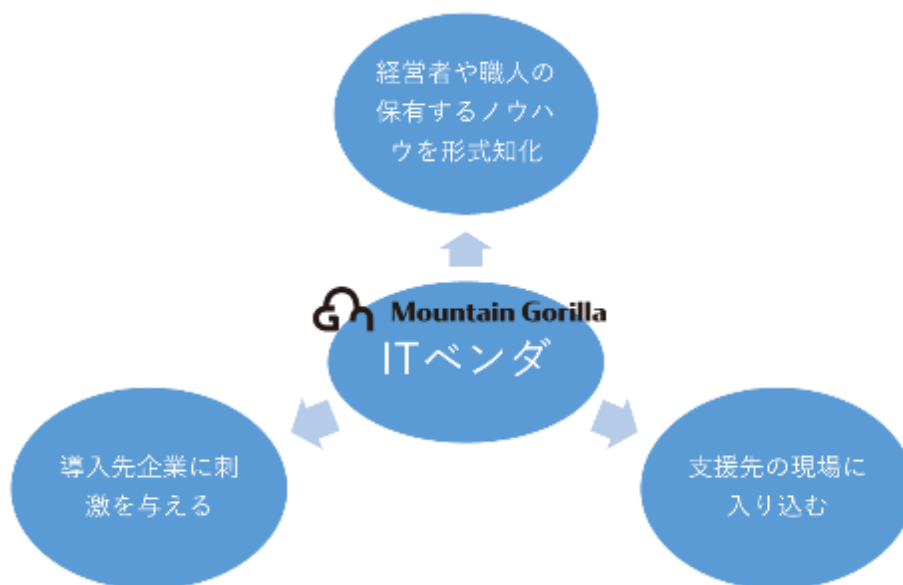 経営者や職人の
保有するノウハ
ウを形式知化
Mountain Gorilla
ITベンダ
導入先企業に刺
激を与える
支援先の現場に
入り込む